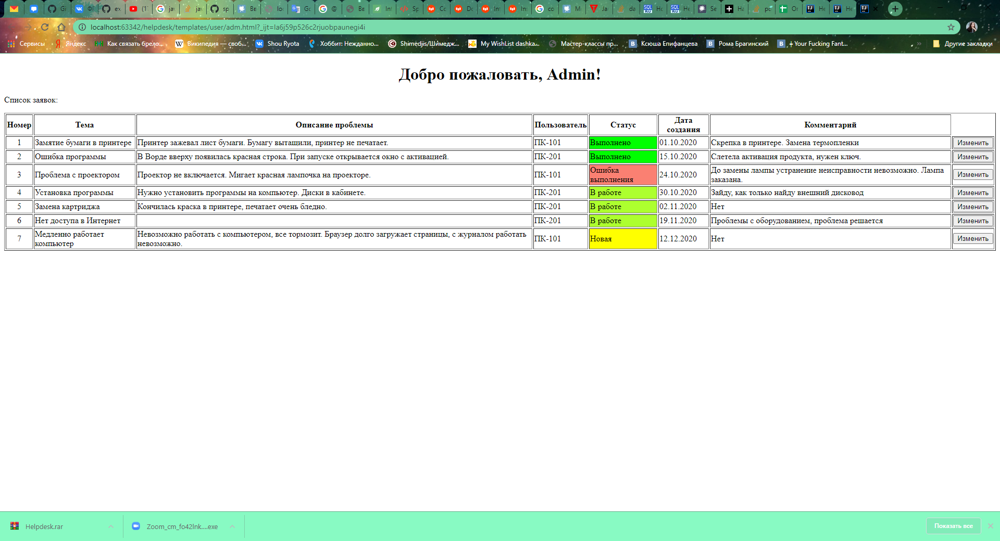 localhost:63342/helpdesk/templates/user/adm.html?_ijt=la6j59p526c2rjuobpaunegi4i
Сервисы Яндекс Как связать брело... Википедия — своб... Shou Ryota Хоббит: Нежданно... Shimedjis/Шимедж... My WishList dashka... Мастер-классы пр... Ксюша Епифанцева Рома Брагинский Your Fucking Fant... Другие закладки
Добро пожаловать, Admin!
Список заявок:
Номер Тема Описание проблемы Пользователь Статус Дата создания Комментарий
1 Замятие бумаги в принтере Принтер зажевал лист бумаги. Бумагу вытащили, принтер не печатает. ПК-101 Выполнено 01.10.2020 Скрепка в принтере. Замена термопленки Изменить
2 Ошибка программы В Ворде вверху появилась красная строка. При запуске открывается окно с активацией. ПК-201 Выполнено 15.10.2020 Слетела активация продукта, нужен ключ. Изменить
3 Проблема с проектором Проектор не включается. Мигает красная лампочка на проекторе. ПК-101 Ошибка выполнения 24.10.2020 До замены лампы устранение неисправности невозможно. Лампа заказана. Изменить
4 Установка программы Нужно установить программы на компьютер. Диски в кабинете. ПК-201 В работе 30.10.2020 Зайду, как только найду внешний дисковод Изменить
5 Замена картриджа Кончилась краска в принтере, печатает очень бледно. ПК-201 В работе 02.11.2020 Нет Изменить
6 Нет доступа в Интернет ПК-201 В работе 19.11.2020 Проблемы с оборудованием, проблема решается Изменить
7 Медленно работает компьютер Невозможно работать с компьютером, все тормозит. Браузер долго загружает страницы, с журналом работать невозможно. ПК-101 Новая 12.12.2020 Нет Изменить
Helpdesk.rar Zoom_cm_fo42lnk....exe Показать все